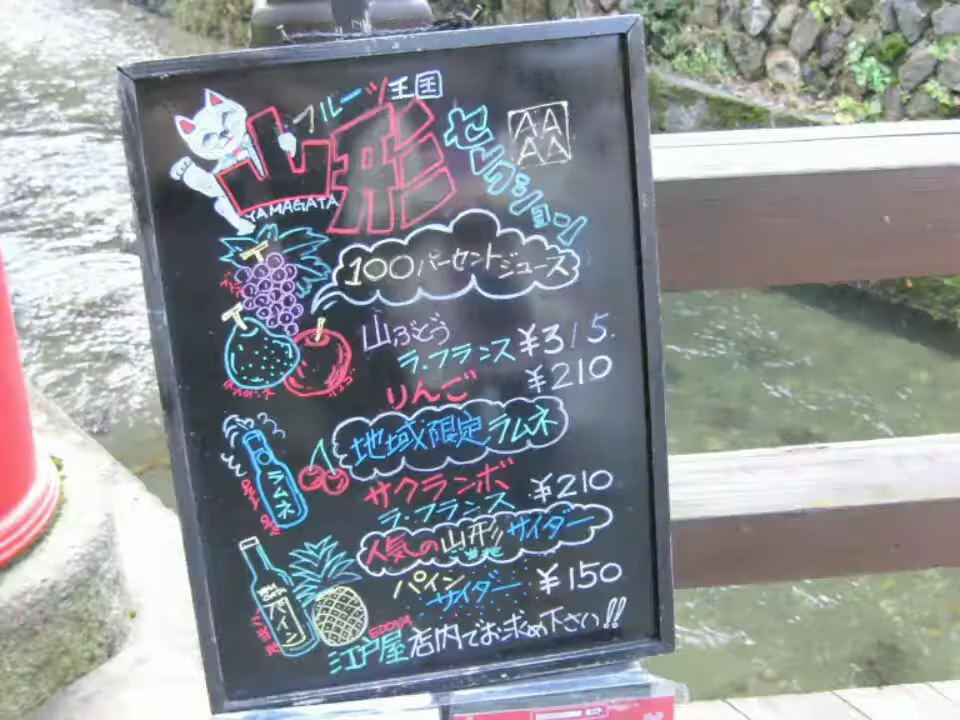 フルーツ王国
山形
YAMAGATA
セレクション
100パーセントジュース
山ぶどう
ラ・フランス ¥315
りんご ¥210
地域限定ラムネ
ラムネ
サクランボ
ラ・フランス ¥210
人気の山形サイダー
ご当地
パイン
サイダー ¥150
パイン
EDOYA
江戸屋 店内でお求め下さい!!